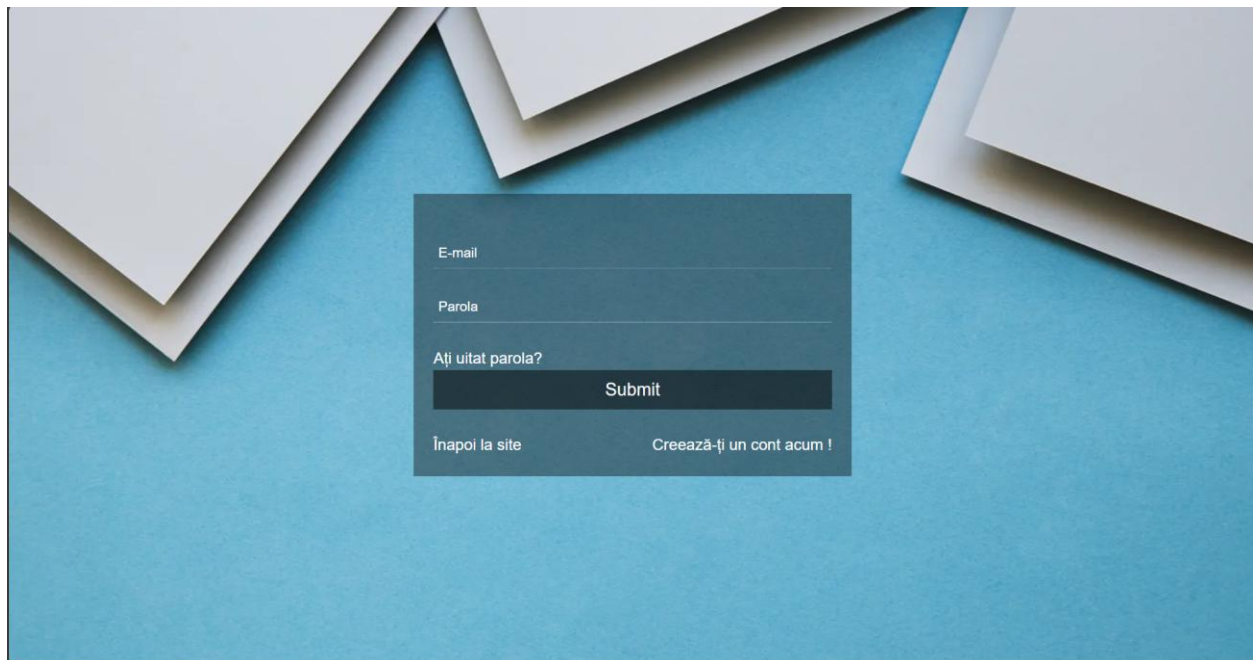 E-mail
Parola
Ați uitat parola?
Submit
Înapoi la site
Creează-ți un cont acum !